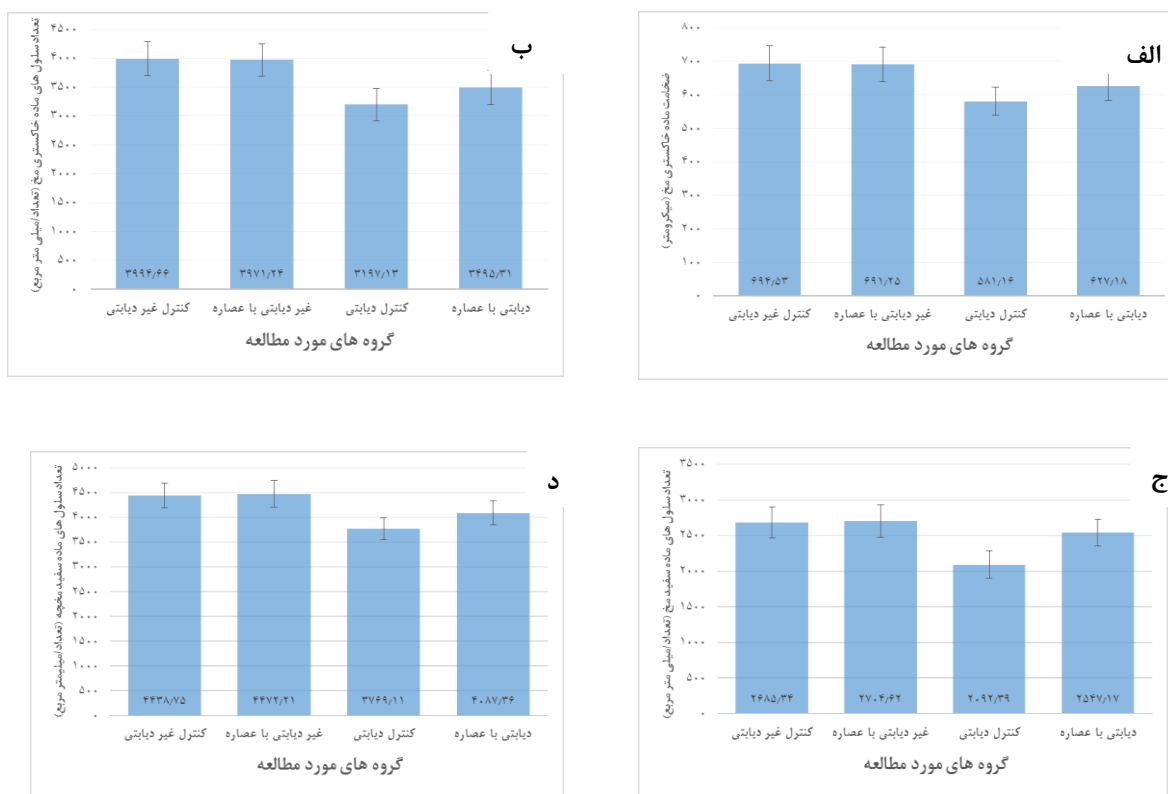 الف
ضخامت ماده خاکستری مخ (میکرومتر)
۸۰۰
۷۰۰
۶۰۰
۵۰۰
۴۰۰
۳۰۰
۲۰۰
۱۰۰
۰
۶۹۴/۵۳ ۶۹۱/۲۵ ۵۸۱/۱۶ ۶۲۷/۱۸
کنترل غیر دیابتی غیر دیابتی با عصاره کنترل دیابتی دیابتی با عصاره
گروه های مورد مطالعه
ب
تعداد سلول های ماده خاکستری مخ (تعداد/میلی متر مربع)
۴۵۰۰
۴۰۰۰
۳۵۰۰
۳۰۰۰
۲۵۰۰
۲۰۰۰
۱۵۰۰
۱۰۰۰
۵۰۰
۰
۳۹۹۴/۶۶ ۳۹۷۱/۲۴ ۳۱۹۷/۱۳ ۳۴۹۵/۳۱
کنترل غیر دیابتی غیر دیابتی با عصاره کنترل دیابتی دیابتی با عصاره
گروه های مورد مطالعه
ج
تعداد سلول های ماده سفید مخ (تعداد/میلی متر مربع)
۳۵۰۰
۳۰۰۰
۲۵۰۰
۲۰۰۰
۱۵۰۰
۱۰۰۰
۵۰۰
۰
۲۶۸۵/۳۴ ۲۷۰۴/۶۲ ۲۰۹۲/۳۹ ۲۵۴۷/۱۷
کنترل غیر دیابتی غیر دیابتی با عصاره کنترل دیابتی دیابتی با عصاره
گروه های مورد مطالعه
د
تعداد سلول های ماده سفید مخچه (تعداد/میلیمتر مربع)
۵۰۰۰
۴۵۰۰
۴۰۰۰
۳۵۰۰
۳۰۰۰
۲۵۰۰
۲۰۰۰
۱۵۰۰
۱۰۰۰
۵۰۰
۰
۴۴۳۸/۷۵ ۴۴۷۲/۲۱ ۳۷۶۹/۱۱ ۴۰۸۷/۳۶
کنترل غیر دیابتی غیر دیابتی با عصاره کنترل دیابتی دیابتی با عصاره
گروه های مورد مطالعه